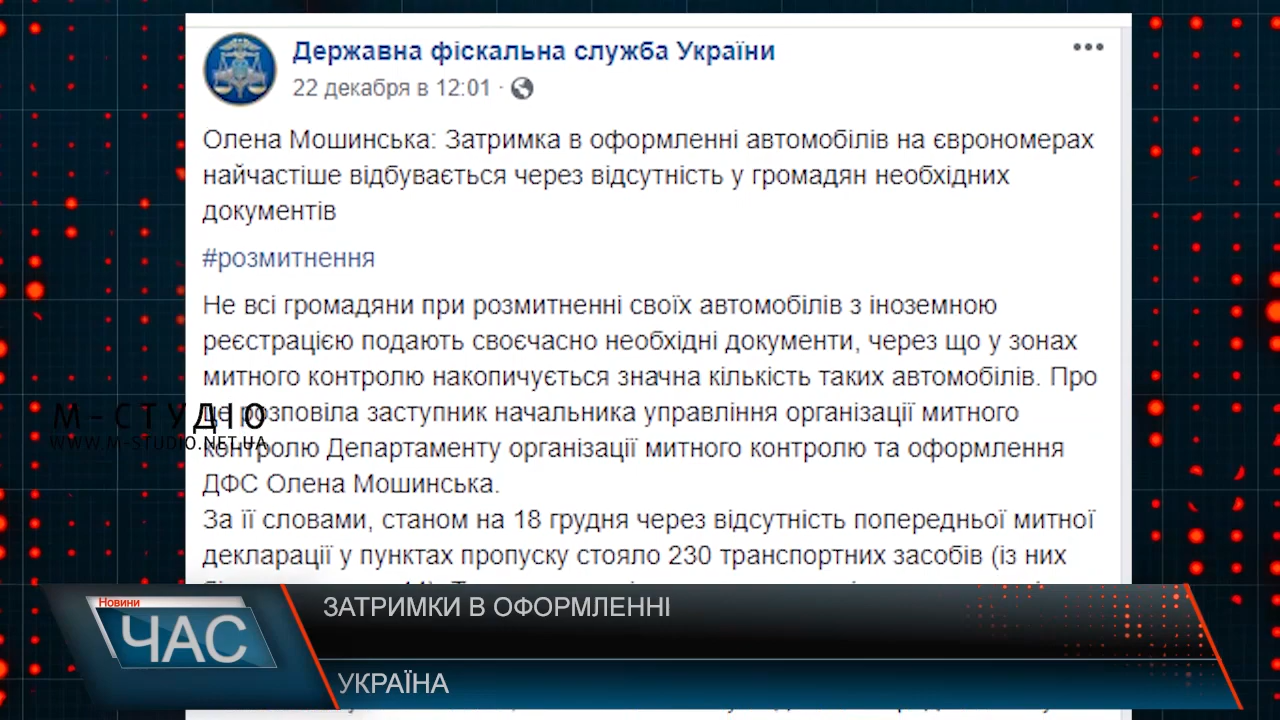 Державна фіскальна служба України
22 декабря в 12:01 ·
Олена Мошинська: Затримка в оформленні автомобілів на єврономерах
найчастіше відбувається через відсутність у громадян необхідних
документів
#розмитнення
Не всі громадяни при розмитненні своїх автомобілів з іноземною
реєстрацією подають своєчасно необхідні документи, через що у зонах
митного контролю накопичується значна кількість таких автомобілів. Про
це розповіла заступник начальника управління організації митного
контролю Департаменту організації митного контролю та оформлення
ДФС Олена Мошинська.
За її словами, станом на 18 грудня через відсутність попередньої митної
декларації у пунктах пропуску стояло 230 транспортних засобів (із них
М-СТУДІО
WWW.M-STUDIO.NET.UA
Новини
ЧАС
ЗАТРИМКИ В ОФОРМЛЕННІ
УКРАЇНА